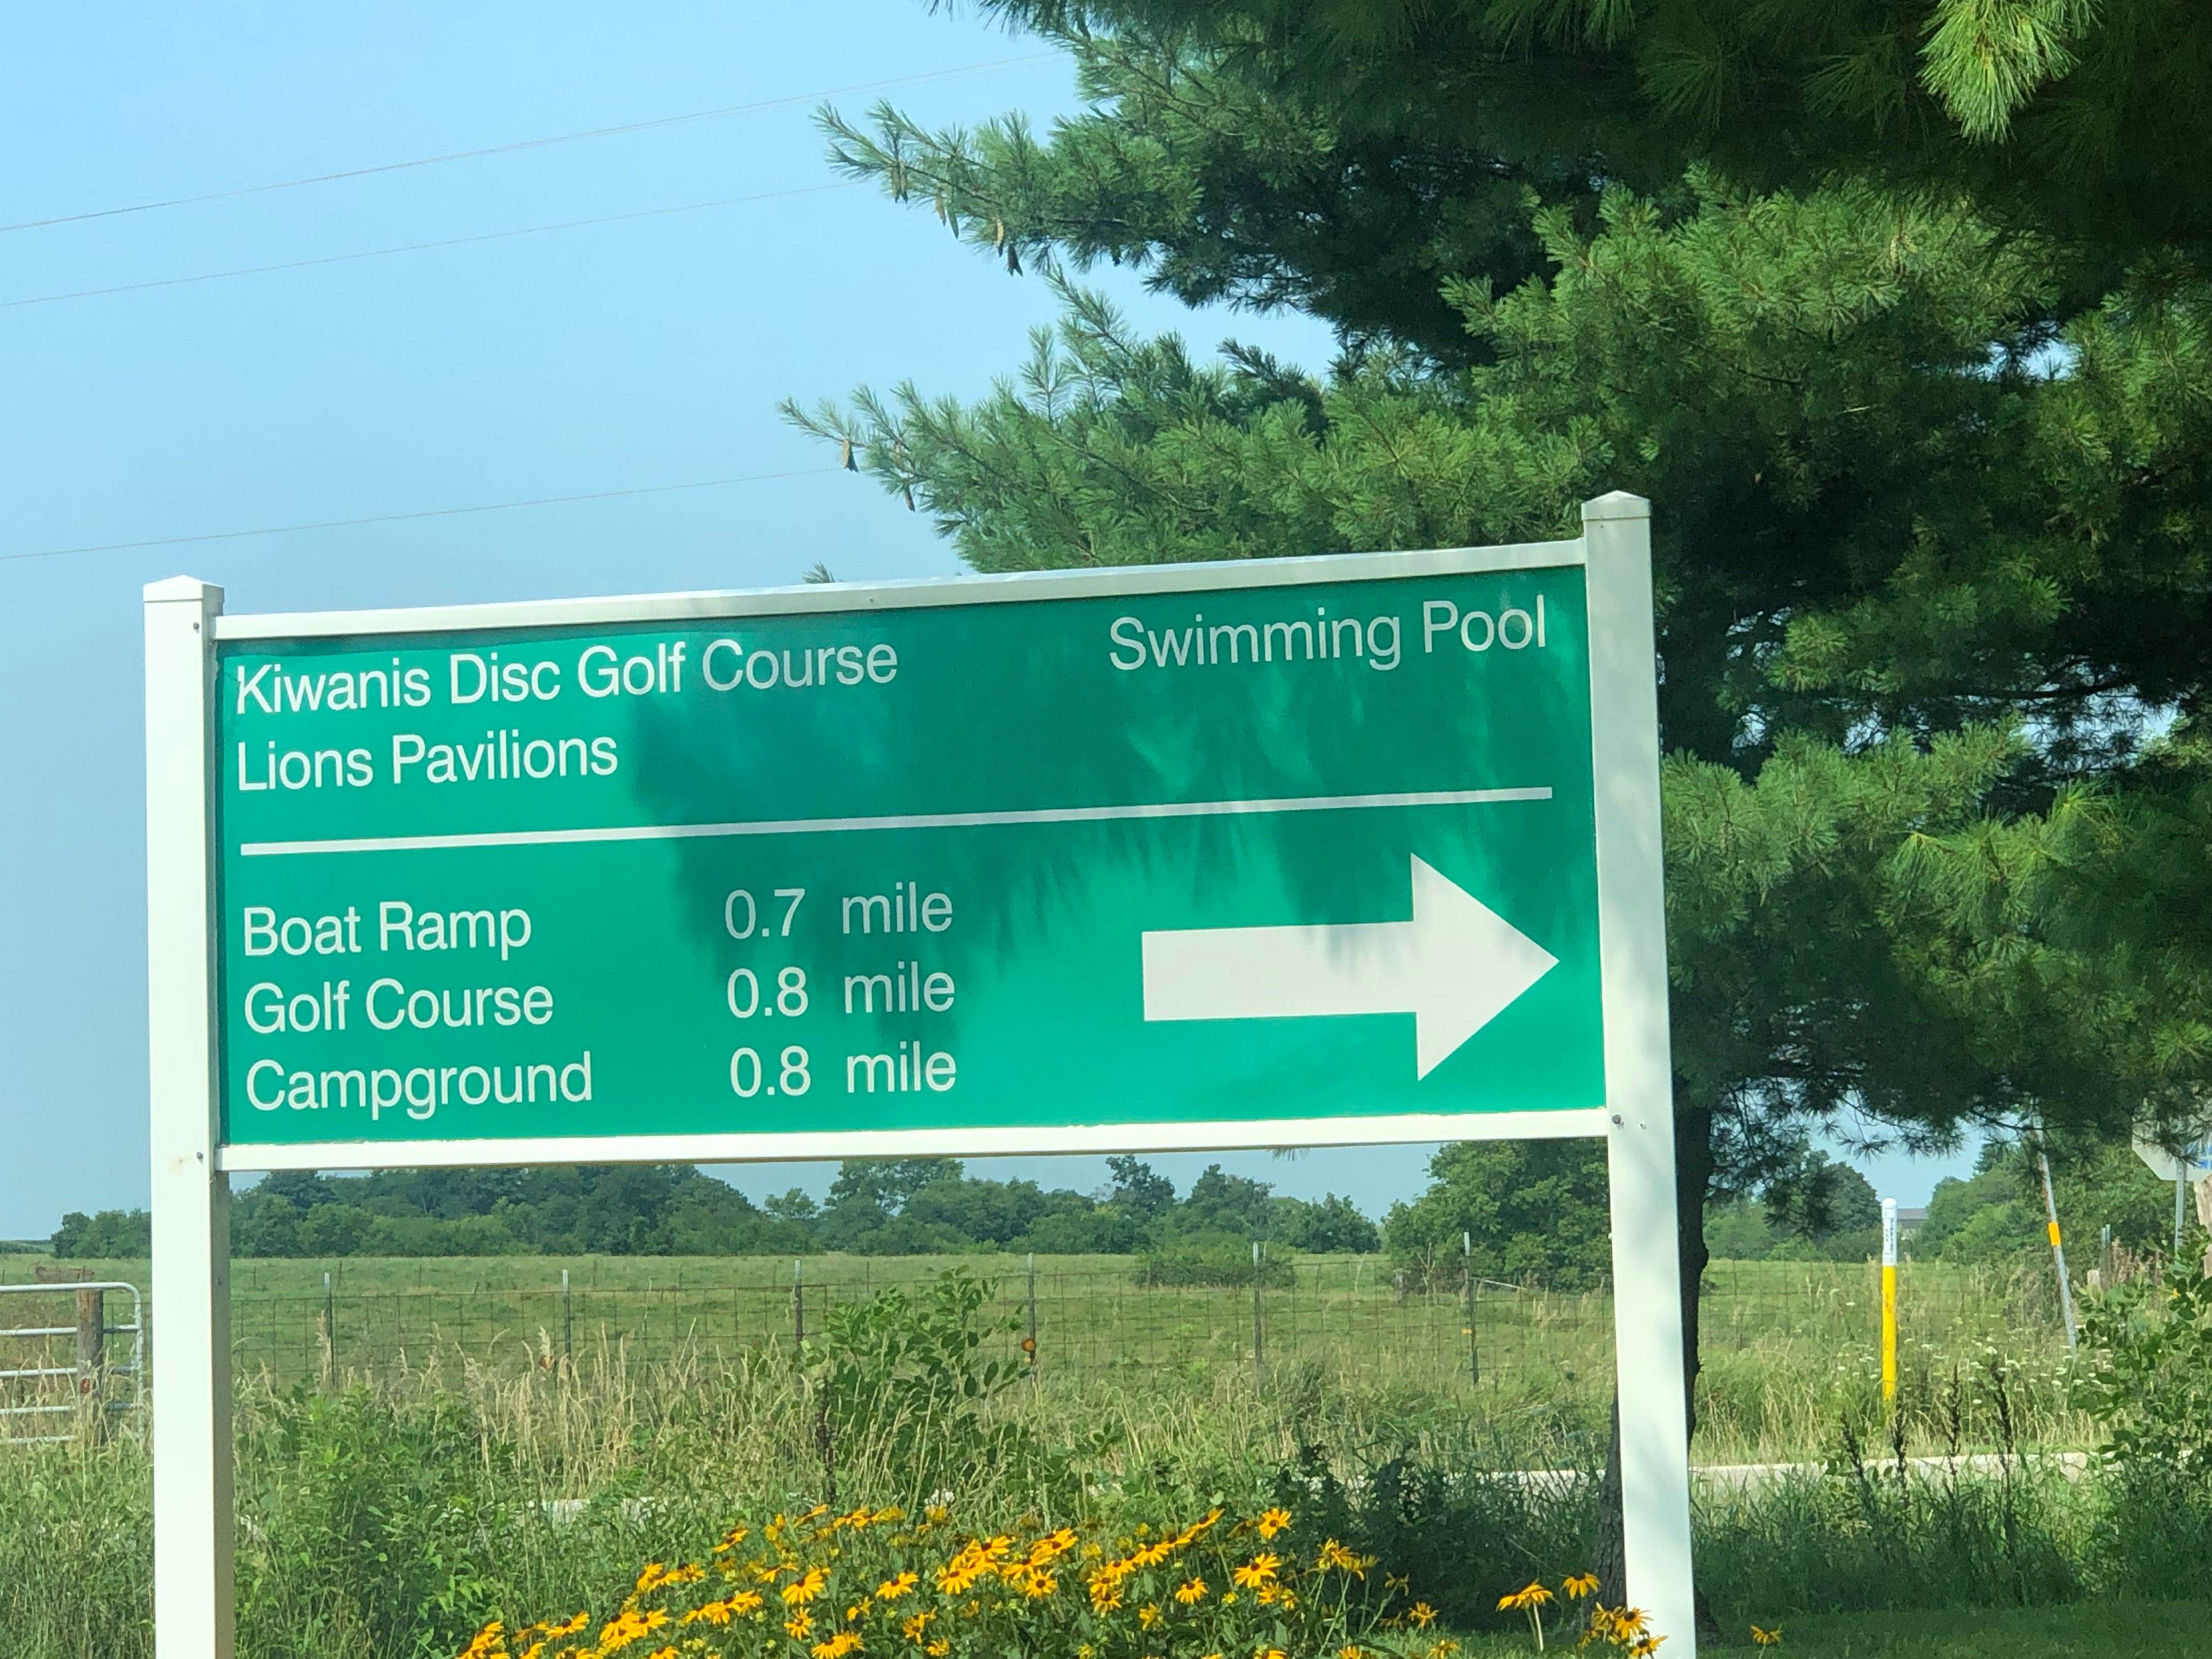 Kiwanis Disc Golf Course Swimming Pool
Lions Pavilions
Boat Ramp 0.7 mile
Golf Course 0.8 mile
Campground 0.8 mile